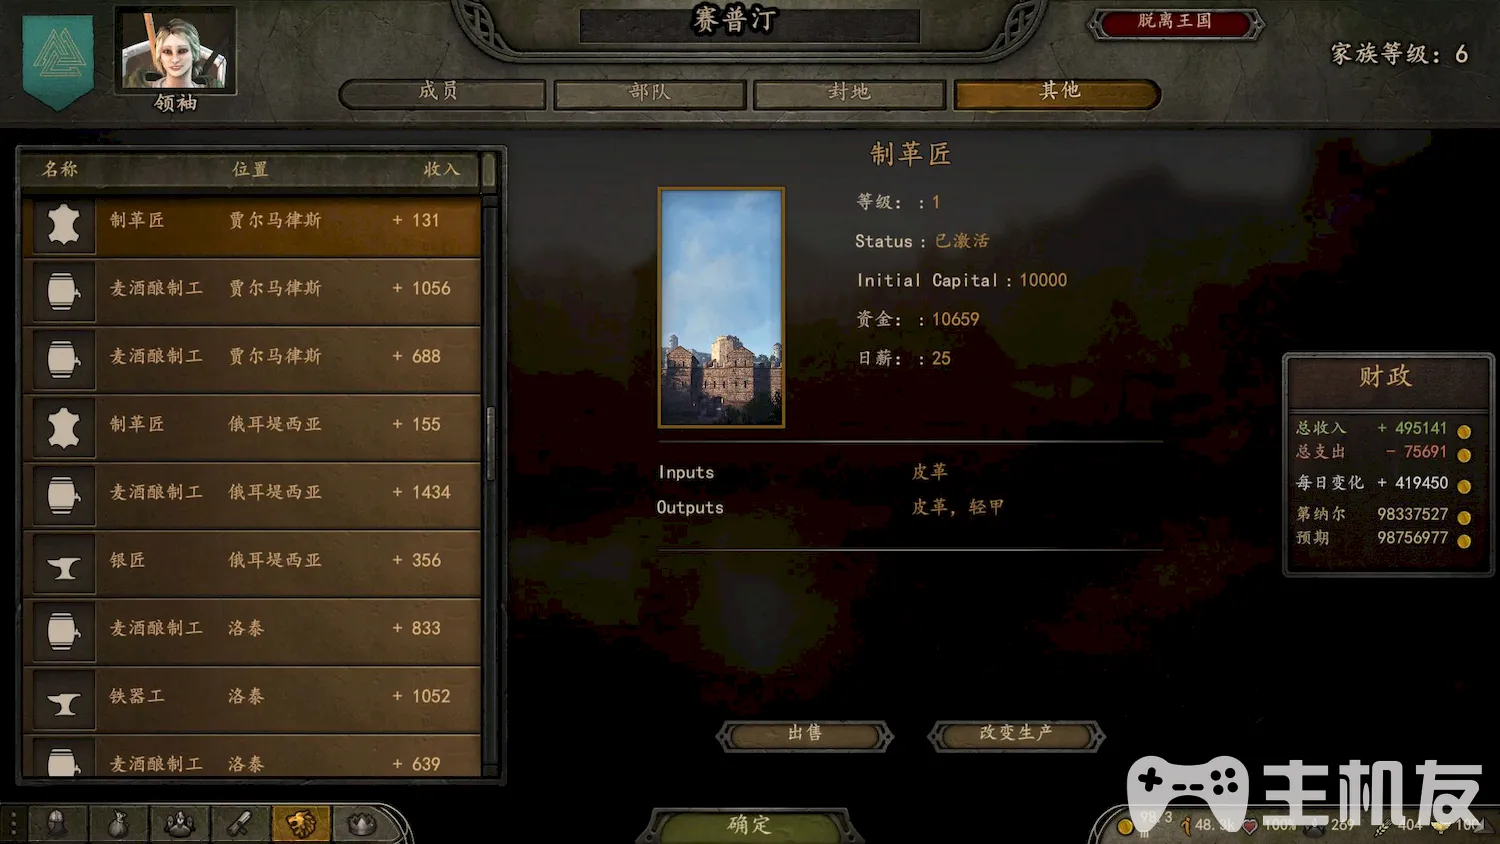 赛普汀
脱离王国
家族等级：6
领袖
成员
部队
封地
其他
名称 位置 收入
制革匠 贾尔马律斯 + 131
麦酒酿制工 贾尔马律斯 + 1056
麦酒酿制工 贾尔马律斯 + 688
制革匠 俄耳堤西亚 + 155
麦酒酿制工 俄耳堤西亚 + 1434
银匠 俄耳堤西亚 + 356
麦酒酿制工 洛泰 + 833
铁器工 洛泰 + 1052
麦酒酿制工 洛泰 + 639
制革匠
等级：：1
Status：已激活
Initial Capital：10000
资金：：10659
日薪：：25
Inputs 皮革
Outputs 皮革，轻甲
出售
改变生产
财政
总收入 + 495141
总支出 - 75691
每日变化 + 419450
第纳尔 98337527
预期 98756977
确定
主机友
98.3
m
48.3k
100%
269
404